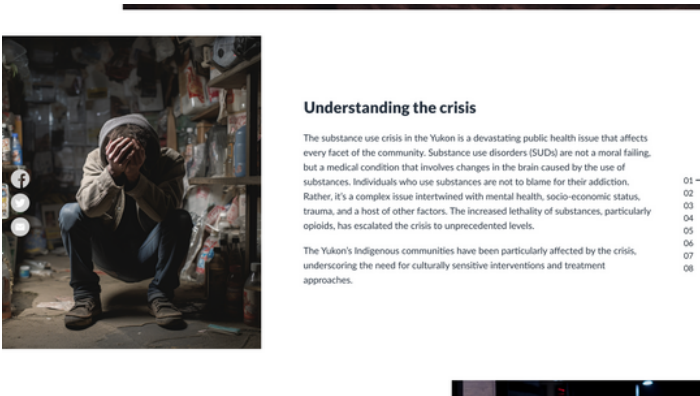 Understanding the crisis
The substance use crisis in the Yukon is a devastating public health issue that affects
every facet of the community. Substance use disorders (SUDs) are not a moral failing,
but a medical condition that involves changes in the brain caused by the use of
substances. Individuals who use substances are not to blame for their addiction.
Rather, it's a complex issue intertwined with mental health, socio-economic status,
trauma, and a host of other factors. The increased lethality of substances, particularly
opioids, has escalated the crisis to unprecedented levels.
The Yukon's Indigenous communities have been particularly affected by the crisis,
underscoring the need for culturally sensitive interventions and treatment
approaches.
01
02
03
04
05
06
07
08